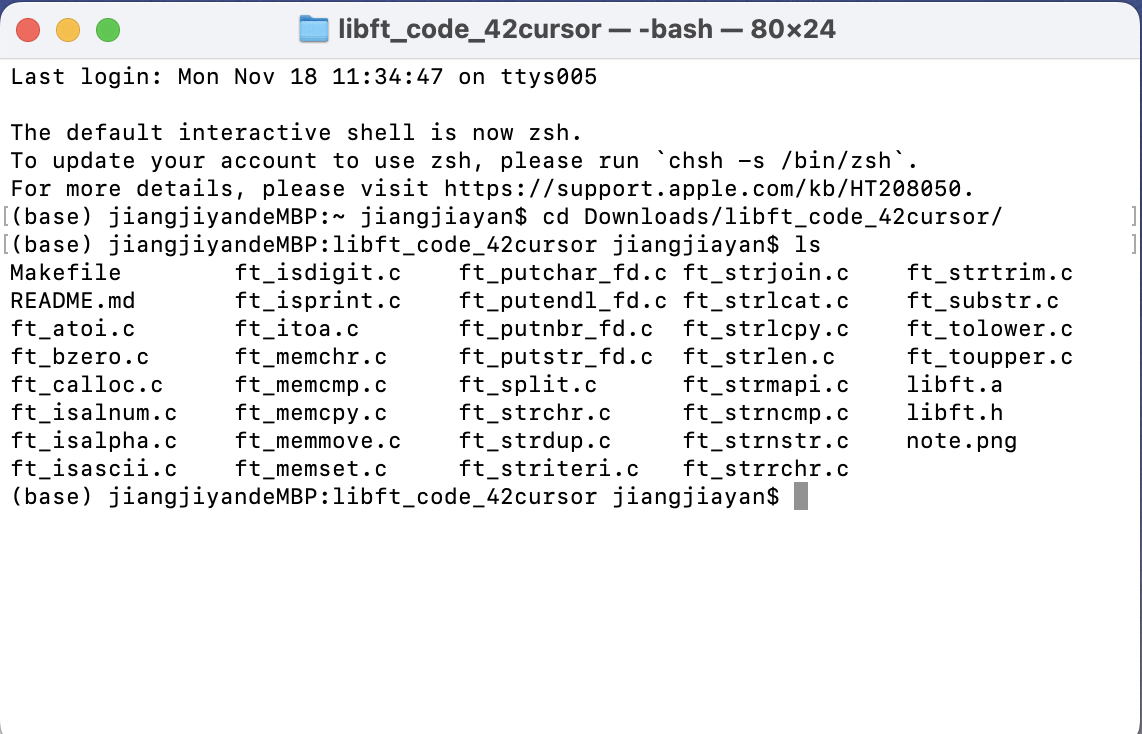 libft_code_42cursor — -bash — 80×24
Last login: Mon Nov 18 11:34:47 on ttys005
The default interactive shell is now zsh.
To update your account to use zsh, please run `chsh -s /bin/zsh`.
For more details, please visit https://support.apple.com/kb/HT208050.
[(base) jiangjiyandeMBP:~ jiangjiayan$ cd Downloads/libft_code_42cursor/ ]
[(base) jiangjiyandeMBP:libft_code_42cursor jiangjiayan$ ls ]
Makefile ft_isdigit.c ft_putchar_fd.c ft_strjoin.c ft_strtrim.c
README.md ft_isprint.c ft_putendl_fd.c ft_strlcat.c ft_substr.c
ft_atoi.c ft_itoa.c ft_putnbr_fd.c ft_strlcpy.c ft_tolower.c
ft_bzero.c ft_memchr.c ft_putstr_fd.c ft_strlen.c ft_toupper.c
ft_calloc.c ft_memcmp.c ft_split.c ft_strmapi.c libft.a
ft_isalnum.c ft_memcpy.c ft_strchr.c ft_strncmp.c libft.h
ft_isalpha.c ft_memmove.c ft_strdup.c ft_strnstr.c note.png
ft_isascii.c ft_memset.c ft_striteri.c ft_strrchr.c
(base) jiangjiyandeMBP:libft_code_42cursor jiangjiayan$